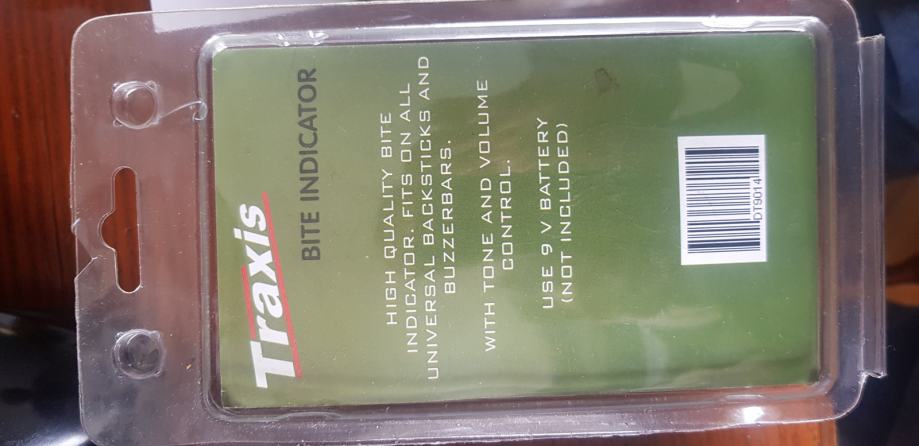 Traxis
BITE INDICATOR
HIGH QUALITY BITE
INDICATOR. FITS ON ALL
UNIVERSAL BACKSTICKS AND
BUZZERBARS.
WITH TONE AND VOLUME
CONTROL.
USE 9 V BATTERY
(NOT INCLUDED)
DT9014